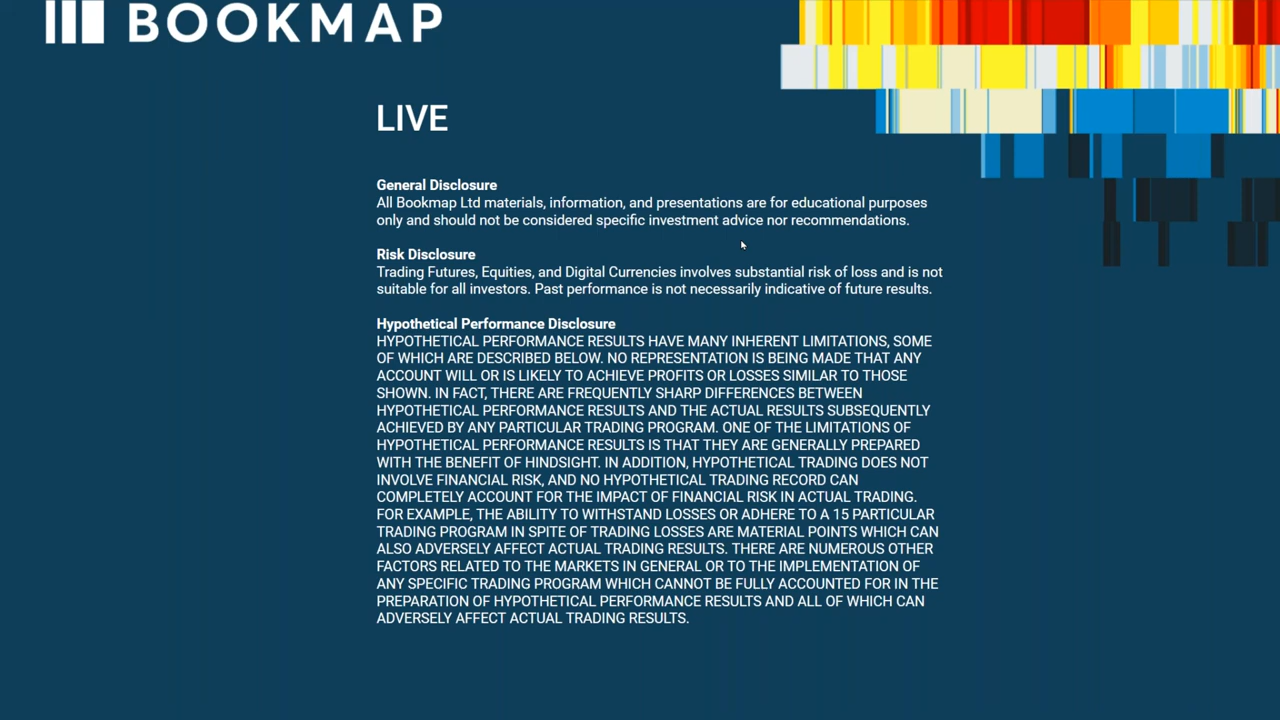 BOOKMAP
LIVE
General Disclosure
All Bookmap Ltd materials, information, and presentations are for educational purposes
only and should not be considered specific investment advice nor recommendations.
Risk Disclosure
Trading Futures, Equities, and Digital Currencies involves substantial risk of loss and is not
suitable for all investors. Past performance is not necessarily indicative of future results.
Hypothetical Performance Disclosure
HYPOTHETICAL PERFORMANCE RESULTS HAVE MANY INHERENT LIMITATIONS, SOME
OF WHICH ARE DESCRIBED BELOW. NO REPRESENTATION IS BEING MADE THAT ANY
ACCOUNT WILL OR IS LIKELY TO ACHIEVE PROFITS OR LOSSES SIMILAR TO THOSE
SHOWN. IN FACT, THERE ARE FREQUENTLY SHARP DIFFERENCES BETWEEN
HYPOTHETICAL PERFORMANCE RESULTS AND THE ACTUAL RESULTS SUBSEQUENTLY
ACHIEVED BY ANY PARTICULAR TRADING PROGRAM. ONE OF THE LIMITATIONS OF
HYPOTHETICAL PERFORMANCE RESULTS IS THAT THEY ARE GENERALLY PREPARED
WITH THE BENEFIT OF HINDSIGHT. IN ADDITION, HYPOTHETICAL TRADING DOES NOT
INVOLVE FINANCIAL RISK, AND NO HYPOTHETICAL TRADING RECORD CAN
COMPLETELY ACCOUNT FOR THE IMPACT OF FINANCIAL RISK IN ACTUAL TRADING.
FOR EXAMPLE, THE ABILITY TO WITHSTAND LOSSES OR ADHERE TO A 15 PARTICULAR
TRADING PROGRAM IN SPITE OF TRADING LOSSES ARE MATERIAL POINTS WHICH CAN
ALSO ADVERSELY AFFECT ACTUAL TRADING RESULTS. THERE ARE NUMEROUS OTHER
FACTORS RELATED TO THE MARKETS IN GENERAL OR TO THE IMPLEMENTATION OF
ANY SPECIFIC TRADING PROGRAM WHICH CANNOT BE FULLY ACCOUNTED FOR IN THE
PREPARATION OF HYPOTHETICAL PERFORMANCE RESULTS AND ALL OF WHICH CAN
ADVERSELY AFFECT ACTUAL TRADING RESULTS.